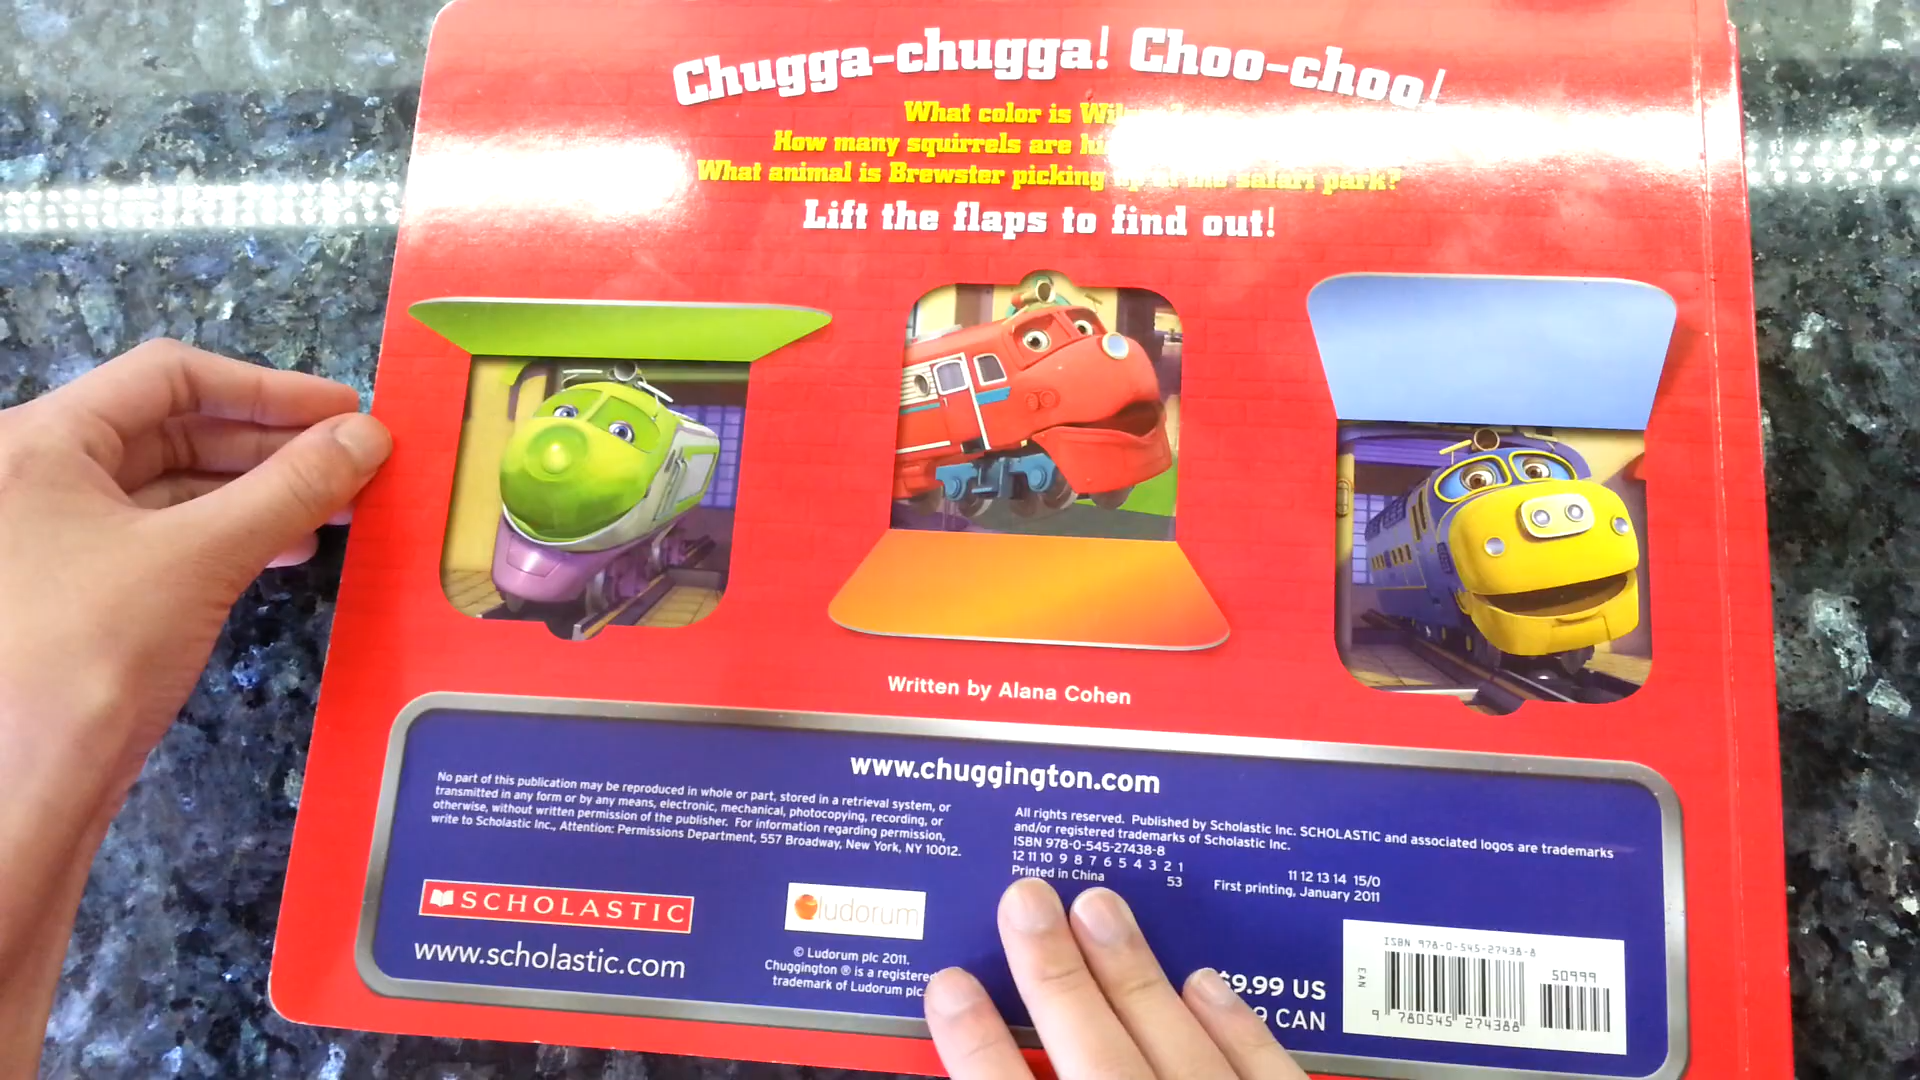 Chugga-chugga! Choo-choo!
What color is
How many squirrels are
What animal is Brewster picking up at the safari park?
Lift the flaps to find out!
Written by Alana Cohen
www.chuggington.com
No part of this publication may be reproduced in whole or part, stored in a retrieval system, or
transmitted in any form or by any means, electronic, mechanical, photocopying, recording, or
otherwise, without written permission of the publisher. For information regarding permission,
write to Scholastic Inc., Attention: Permissions Department, 557 Broadway, New York, NY 10012.
All rights reserved. Published by Scholastic Inc. SCHOLASTIC and associated logos are trademarks
and/or registered trademarks of Scholastic Inc.
ISBN 978-0-545-27438-8
12 11 10 9 8 7 6 5 4 3 2 1 11 12 13 14 15/0
Printed in China 53 First printing, January 2011
SCHOLASTIC
www.scholastic.com
ludorum
© Ludorum plc 2011.
Chuggington ® is a registered
trademark of Ludorum plc.
$9.99 US
CAN
ISBN 978-0-545-27438-8
50999
EAN
9 780545 274388